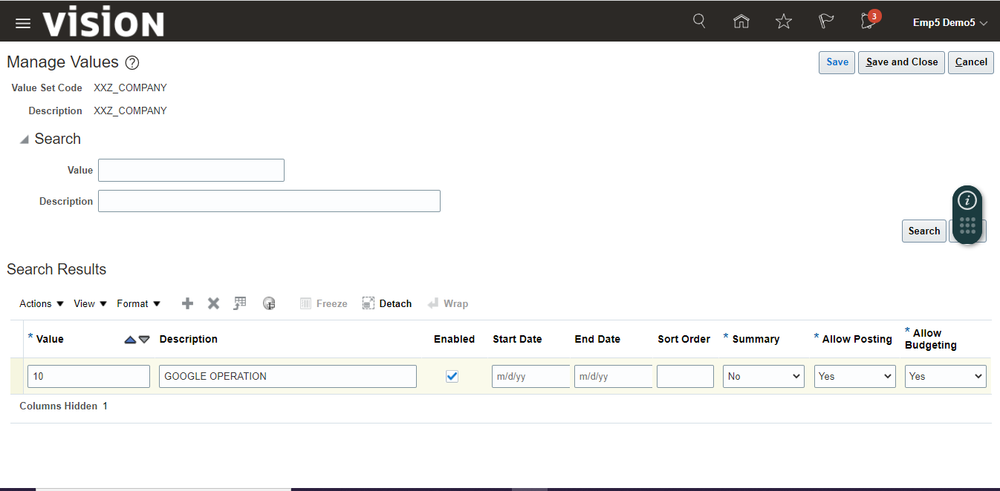 VISION
3
Emp5 Demo5
Manage Values ?
Save
Save and Close
Cancel
Value Set Code XXZ_COMPANY
Description XXZ_COMPANY
Search
Value
Description
i
Search
Search Results
Actions View Format
Freeze
Detach
Wrap
* Value Description Enabled Start Date End Date Sort Order * Summary * Allow Posting * Allow
Budgeting
10 GOOGLE OPERATION m/d/yy m/d/yy No Yes Yes
Columns Hidden 1